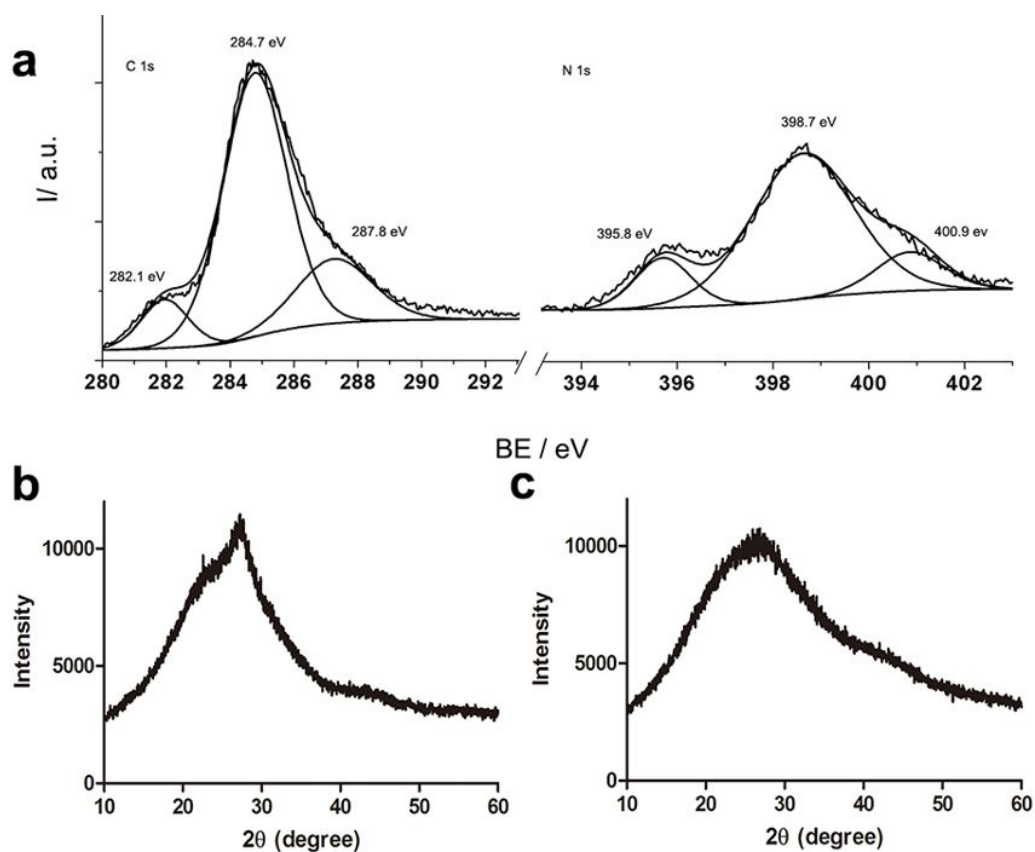 a
C 1s
284.7 eV
N 1s
398.7 eV
I/ a.u.
282.1 eV
287.8 eV
395.8 eV
400.9 ev
280 282 284 286 288 290 292
394 396 398 400 402
BE / eV
b
10000
5000
0
Intensity
10 20 30 40 50 60
2θ (degree)
c
10000
5000
0
Intensity
10 20 30 40 50 60
2θ (degree)